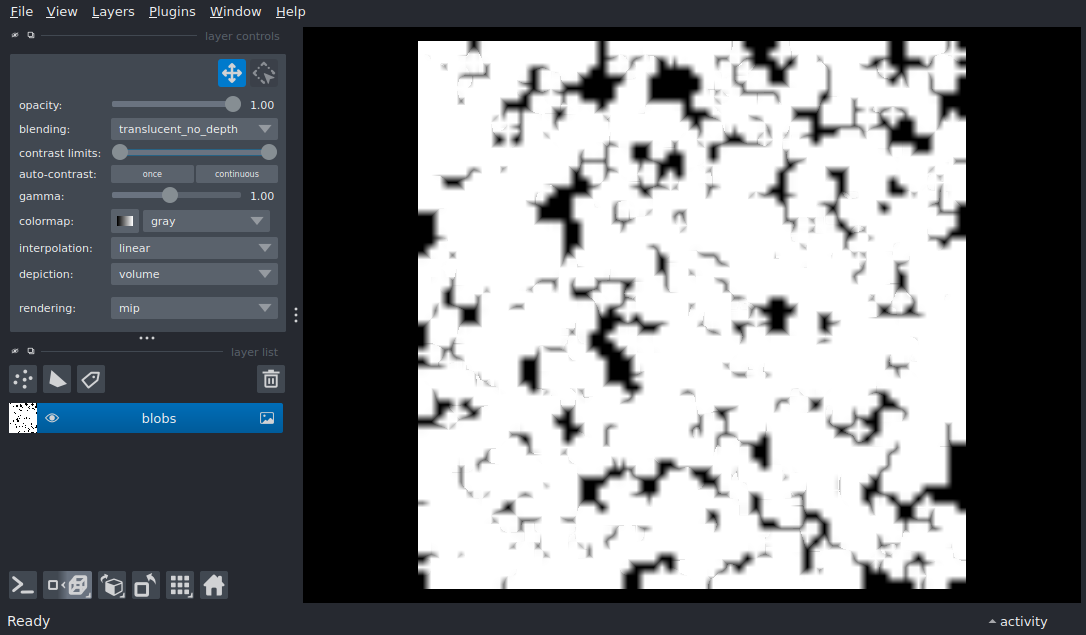 File View Layers Plugins Window Help
layer controls
opacity: 1.00
blending: translucent_no_depth
contrast limits:
auto-contrast: once continuous
gamma: 1.00
colormap: gray
interpolation: linear
depiction: volume
rendering: mip
layer list
blobs
Ready activity